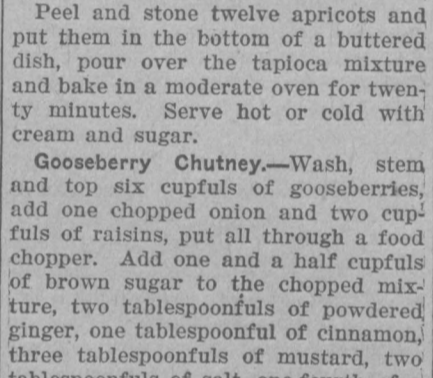 Peel and stone twelve apricots and
put them in the bottom of a buttered
dish, pour over the tapioca mixture
and bake in a moderate oven for twen-
ty minutes. Serve hot or cold with
cream and sugar.
Gooseberry Chutney.—Wash, stem
and top six cupfuls of gooseberries,
add one chopped onion and two cup-
fuls of raisins, put all through a food
chopper. Add one and a half cupfuls
of brown sugar to the chopped mix-
ture, two tablespoonfuls of powdered
ginger, one tablespoonful of cinnamon,
three tablespoonfuls of mustard, two